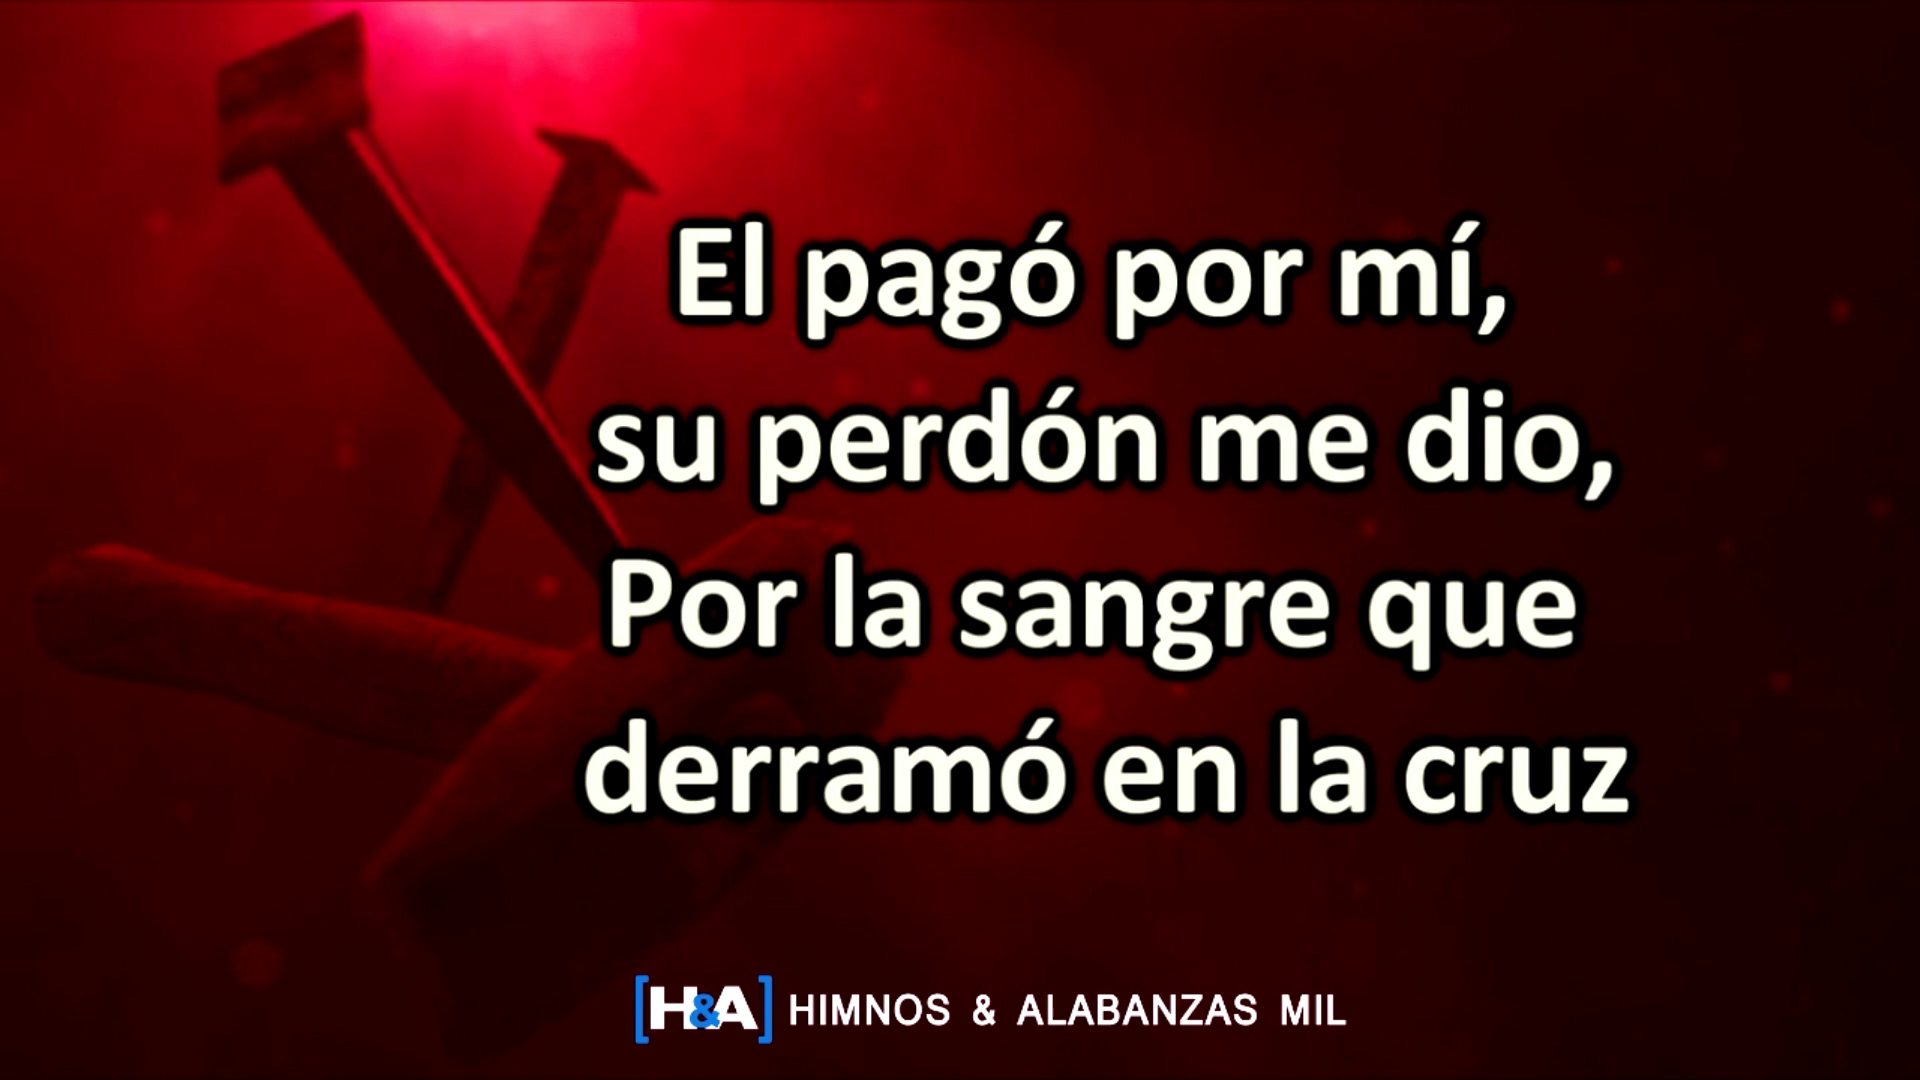 El pagó por mí,
su perdón me dio,
Por la sangre que
derramó en la cruz
[H&A] HIMNOS & ALABANZAS MIL